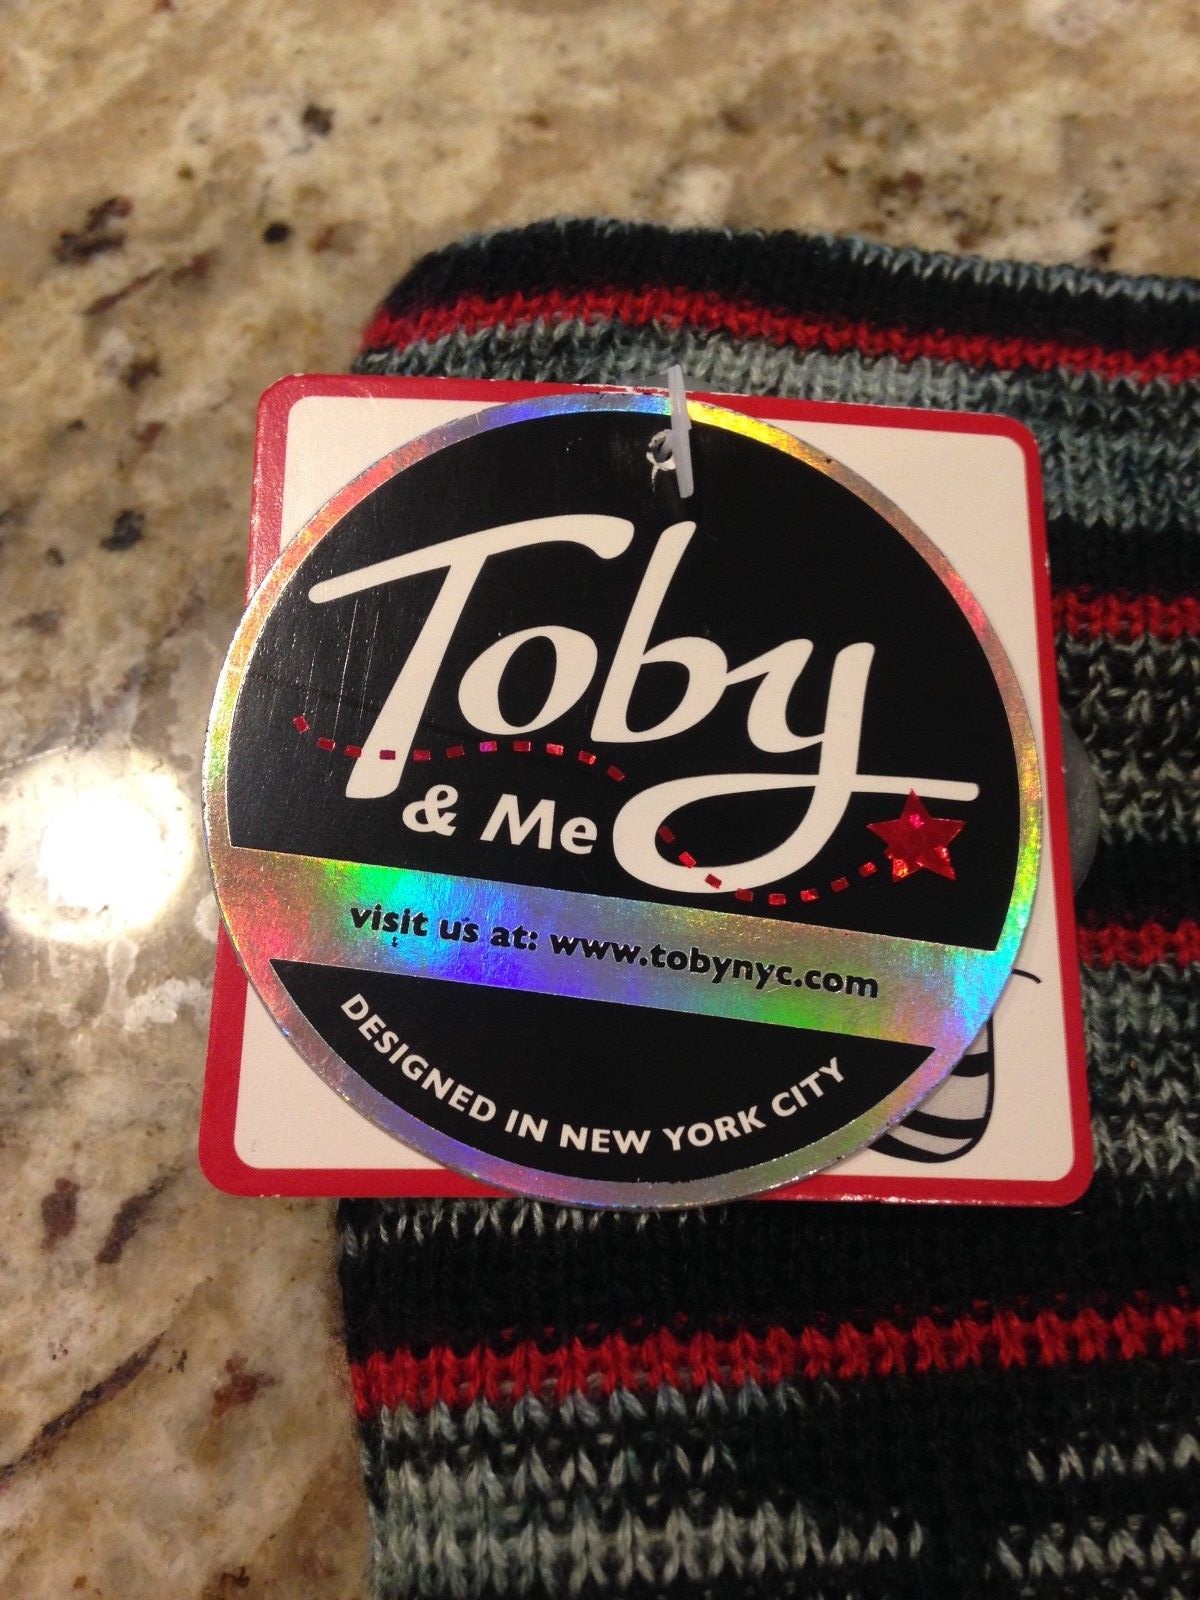 Toby
& Me
visit us at: www.tobynyc.com
DESIGNED IN NEW YORK CITY